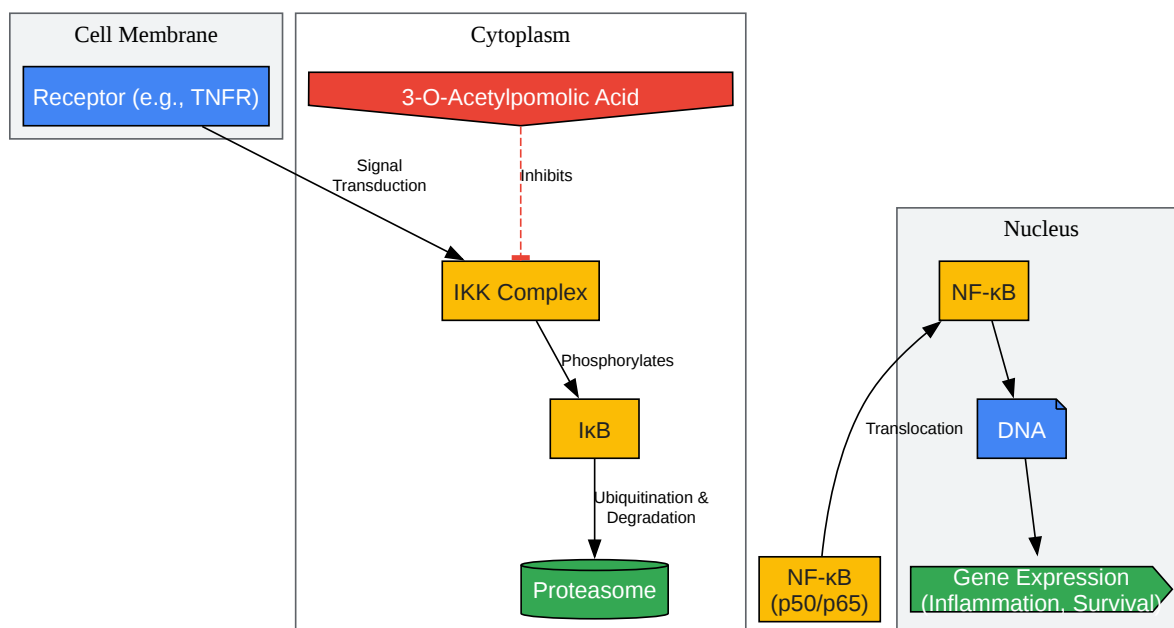 Cell Membrane
Receptor (e.g., TNFR)
Cytoplasm
3-O-Acetylpomolic Acid
Signal
Transduction
Inhibits
IKK Complex
Phosphorylates
IκB
Ubiquitination &
Degradation
Proteasome
NF-κB
(p50/p65)
Translocation
Nucleus
NF-κB
DNA
Gene Expression
(Inflammation, Survival)